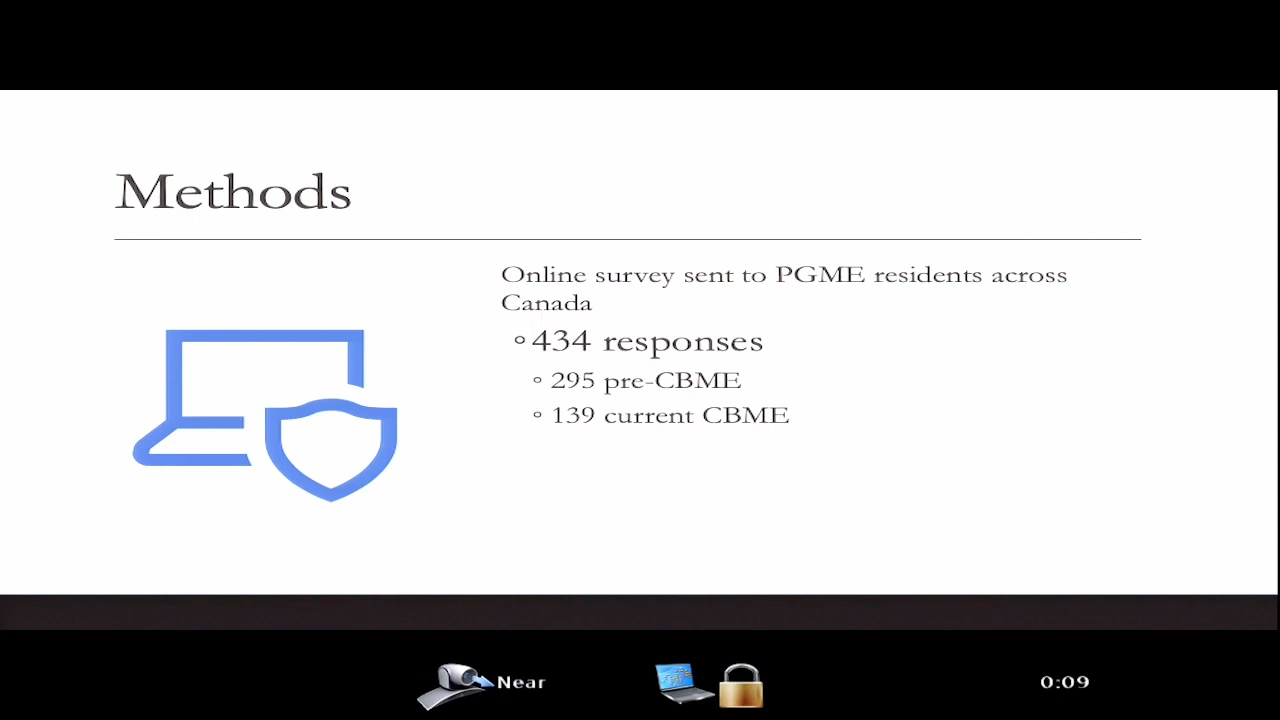 Methods
Online survey sent to PGME residents across
Canada
434 responses
295 pre-CBME
139 current CBME
Near
0:09